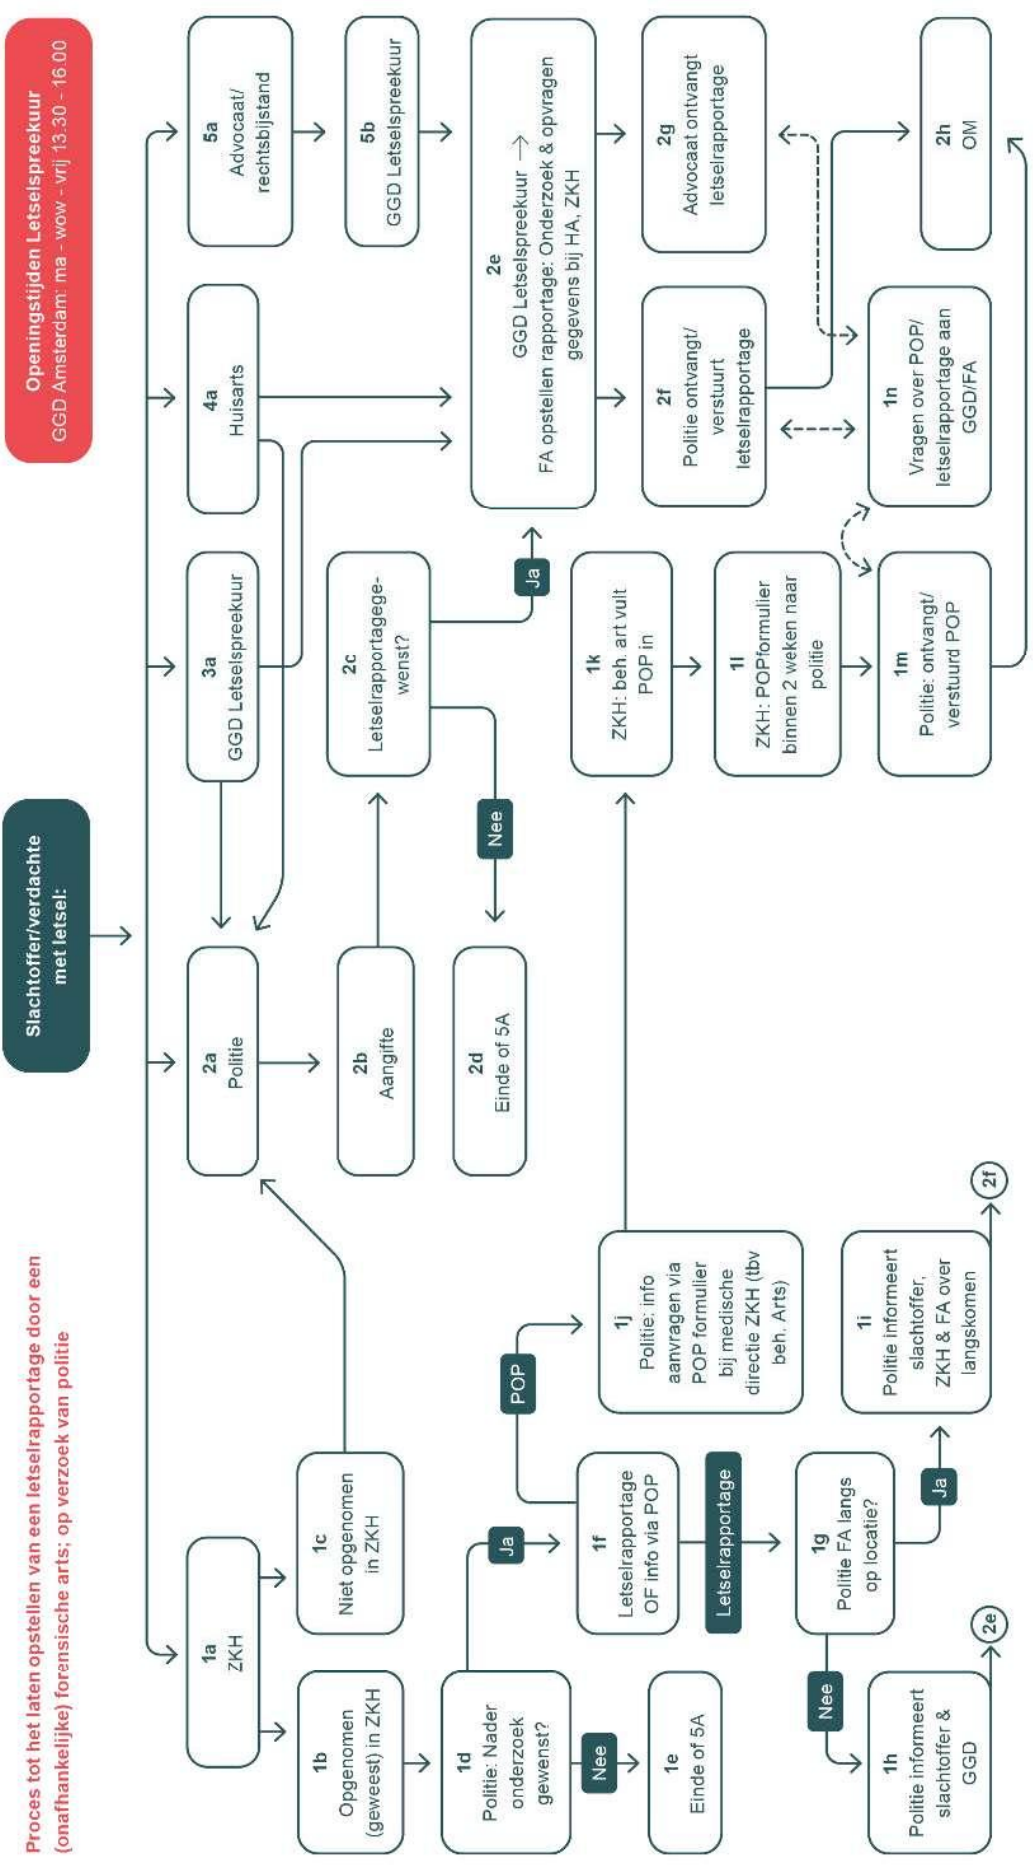 Proces tot het laten opstellen van een letselrapportage door een
(onafhankelijke) forensische arts; op verzoek van politie
Slachtoffer/verdachte
met letsel:
Openingstijden Letselspreekuur
GGD Amsterdam: ma - wow - vrij 13.30 - 16.00
1a
ZKH
2a
Politie
3a
GGD Letselspreekuur
4a
Huisarts
5a
Advocaat/
rechtsbijstand
1b
Opgenomen
(geweest) in ZKH
1c
Niet opgenomen
in ZKH
2b
Aangifte
2c
Letselrapportagege-
wenst?
5b
GGD Letselspreekuur
1d
Politie: Nader
onderzoek
gewenst?
Ja
2d
Einde of 5A
Nee
Ja
2e
GGD Letselspreekuur →
FA opstellen rapportage: Onderzoek & opvragen
gegevens bij HA, ZKH
Nee
1e
Einde of 5A
1f
Letselrapportage
OF info via POP
POP
Letselrapportage
1j
Politie: info
aanvragen via
POP formulier
bij medische
directie ZKH (tbv
beh. Arts)
1k
ZKH: beh. art vult
POP in
2f
Politie ontvangt/
verstuurt
letselrapportage
2g
Advocaat ontvangt
letselrapportage
1g
Politie FA langs
op locatie?
Nee
Ja
1l
ZKH: POPformulier
binnen 2 weken naar
politie
1h
Politie informeert
slachtoffer &
GGD
2e
1i
Politie informeert
slachtoffer,
ZKH & FA over
langskomen
2f
1m
Politie: ontvangt/
verstuurd POP
1n
Vragen over POP/
letselrapportage aan
GGD/FA
2h
OM